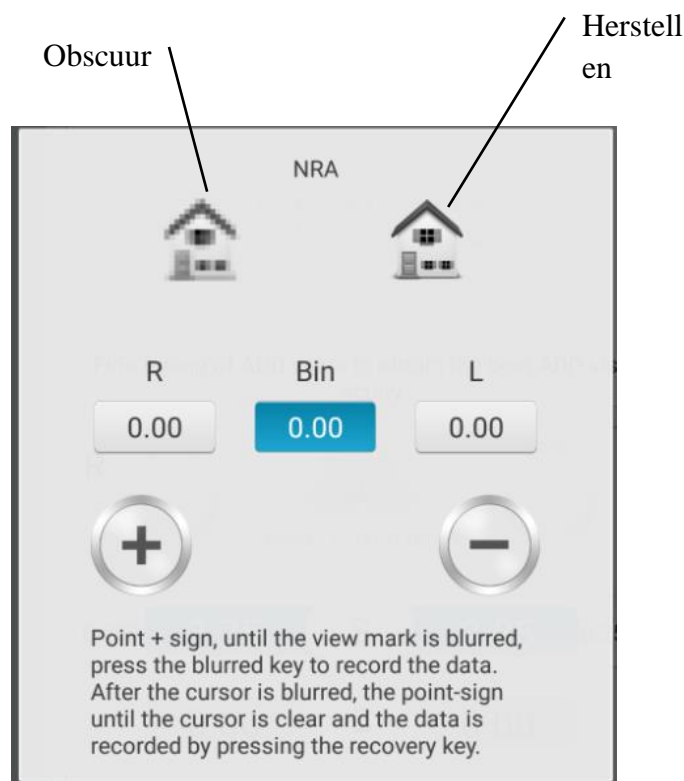 Herstell
en
Obscuur
NRA
R Bin L
0.00 0.00 0.00
+ −
Point + sign, until the view mark is blurred,
press the blurred key to record the data.
After the cursor is blurred, the point-sign
until the cursor is clear and the data is
recorded by pressing the recovery key.